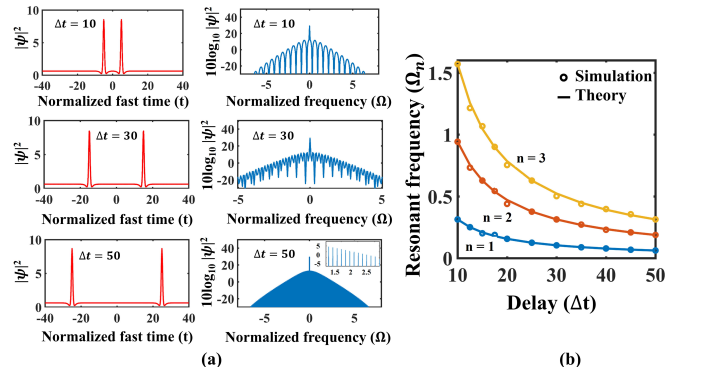 |ψ|²
10
5
0
Δt = 10
-40
-20
0
20
40
Normalized fast time (t)
10log₁₀ |ψ|²
40
20
0
-20
Δt = 10
-5
0
5
Normalized frequency (Ω)
|ψ|²
10
5
0
Δt = 30
-40
-20
0
20
40
Normalized fast time (t)
10log₁₀ |ψ|²
40
20
0
-20
Δt = 30
-5
0
5
Normalized frequency (Ω)
|ψ|²
10
5
0
Δt = 50
-40
-20
0
20
40
Normalized fast time (t)
10log₁₀ |ψ|²
40
20
0
-20
Δt = 50
5
0
-5
1.5
2
2.5
-5
0
5
Normalized frequency (Ω)
(a)
Resonant frequency (Ωₙ)
1.5
1
0.5
0
Simulation
Theory
n = 3
n = 2
n = 1
10
20
30
40
50
Delay (Δt)
(b)